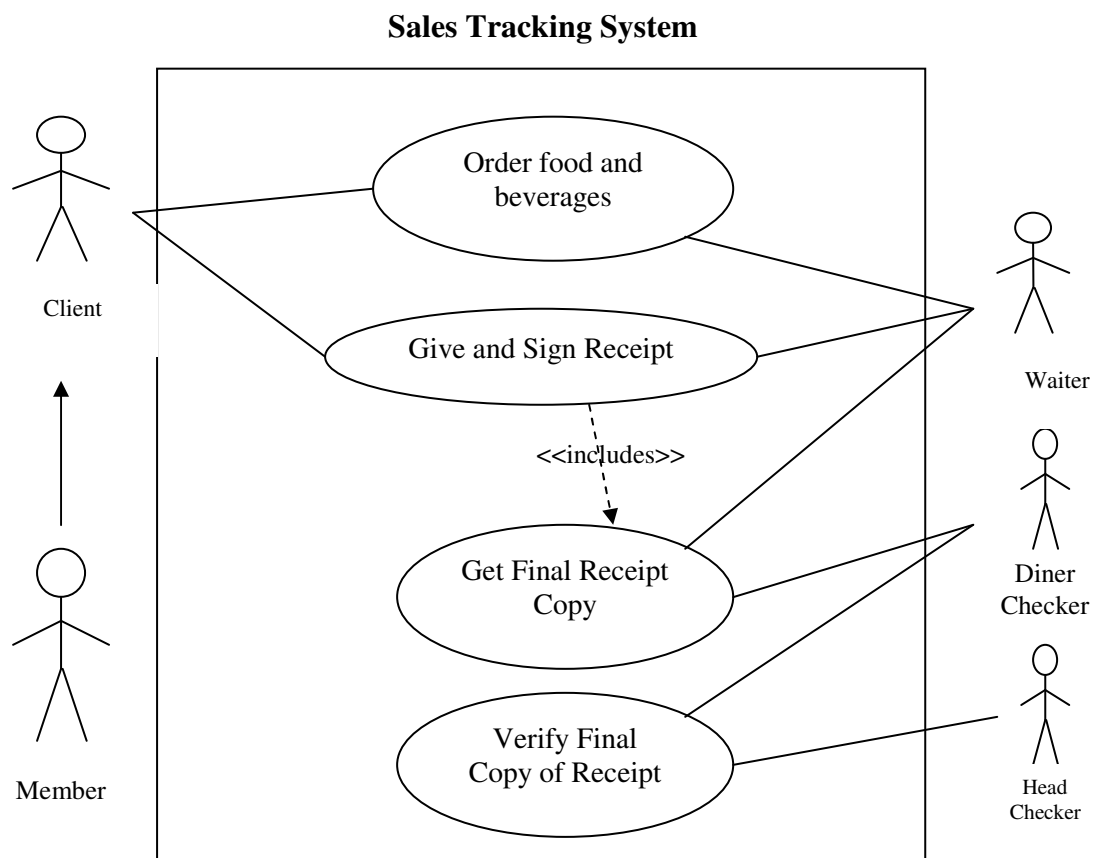 Sales Tracking System
Order food and
beverages
Client
Give and Sign Receipt
Waiter
<<includes>>
Get Final Receipt
Copy
Diner
Checker
Verify Final
Copy of Receipt
Member
Head
Checker